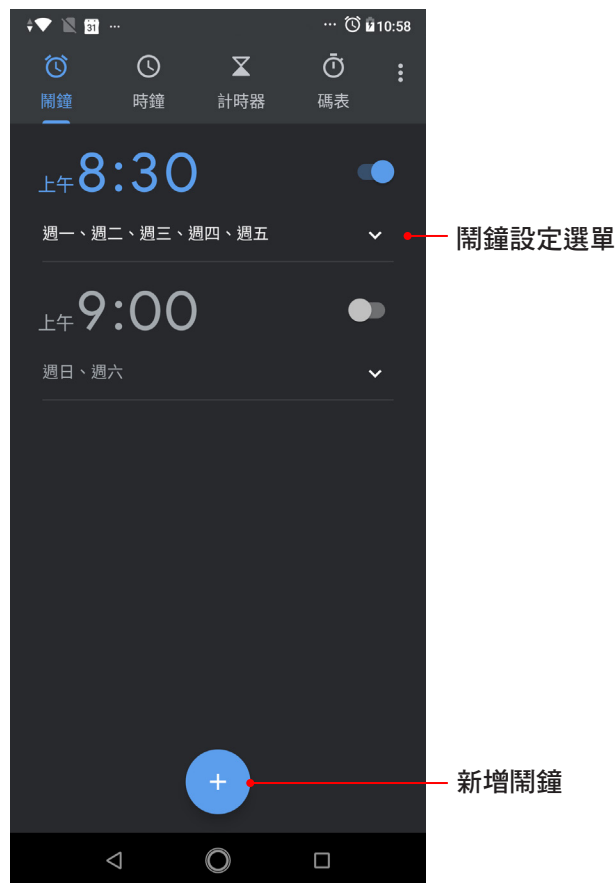 31 ... ... 10:58
鬧鐘 時鐘 計時器 碼表
上午8:30
週一、週二、週三、週四、週五
鬧鐘設定選單
上午9:00
週日、週六
+
新增鬧鐘